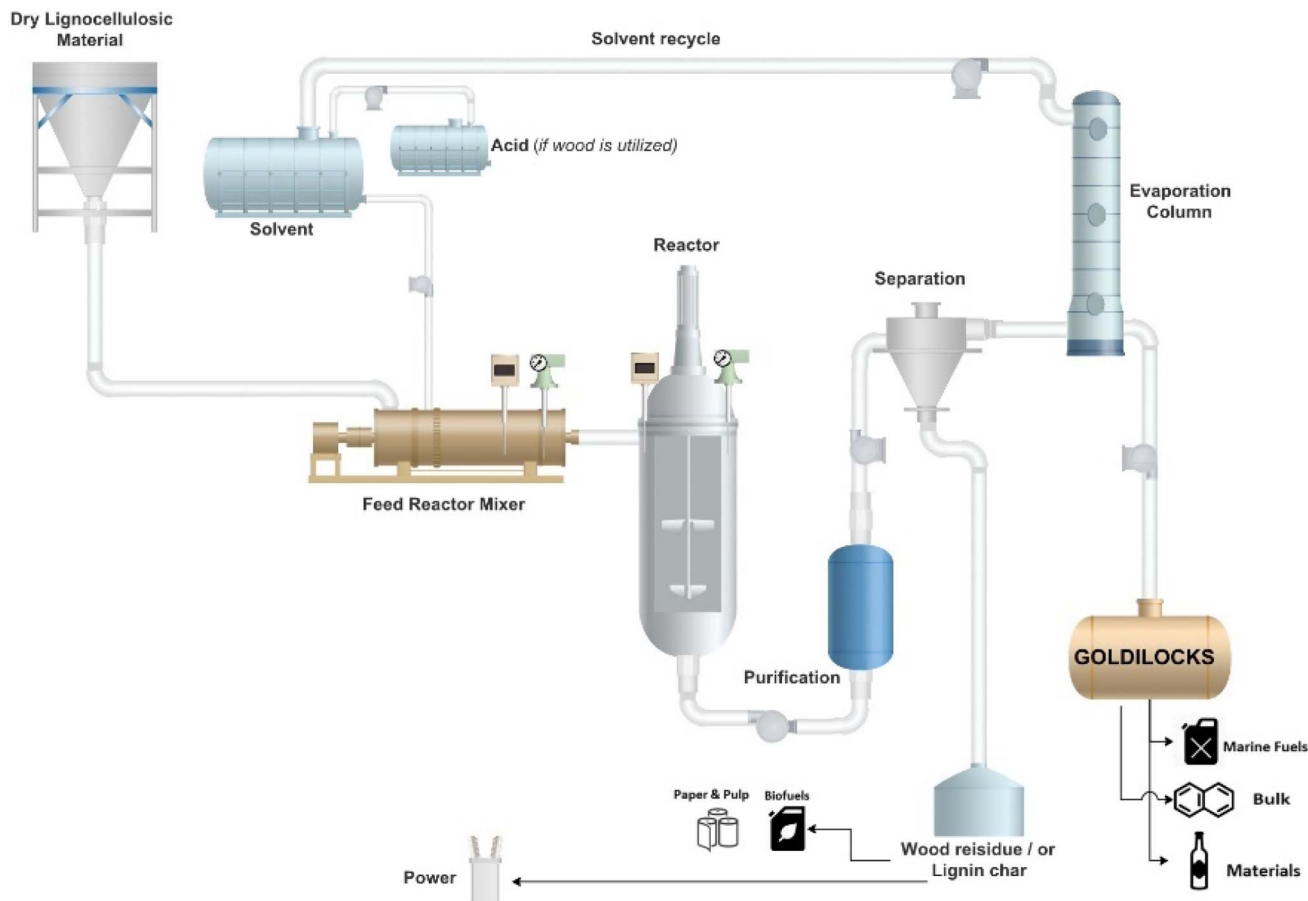 Dry Lignocellulosic
Material
Solvent recycle
Acid (if wood is utilized)
Solvent
Evaporation
Column
Reactor
Separation
Feed Reactor Mixer
Purification
GOLDILOCKS
Marine Fuels
Bulk
Materials
Paper & Pulp
Biofuels
Wood reisidue / or
Lignin char
Power